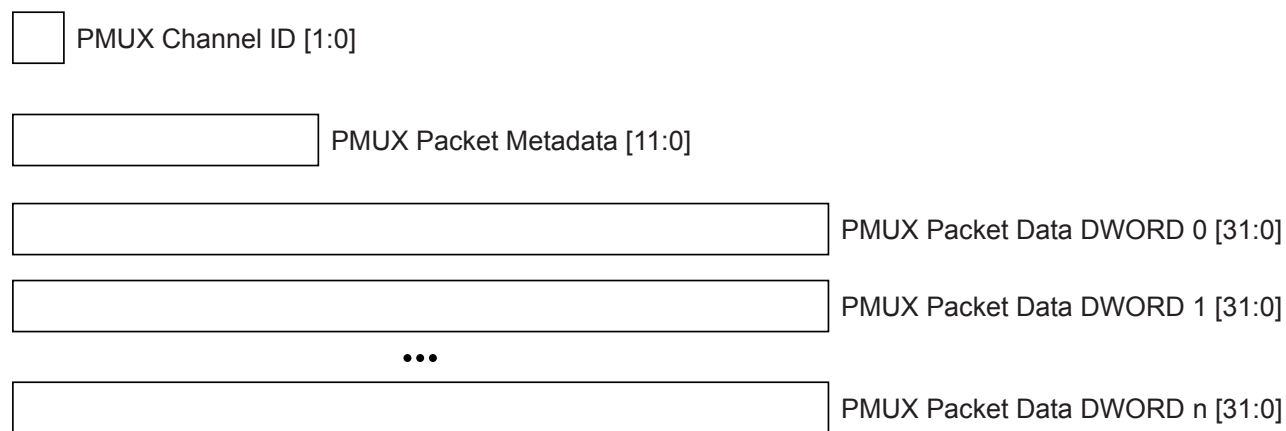 PMUX Channel ID [1:0]
PMUX Packet Metadata [11:0]
PMUX Packet Data DWORD 0 [31:0]
PMUX Packet Data DWORD 1 [31:0]
•••
PMUX Packet Data DWORD n [31:0]